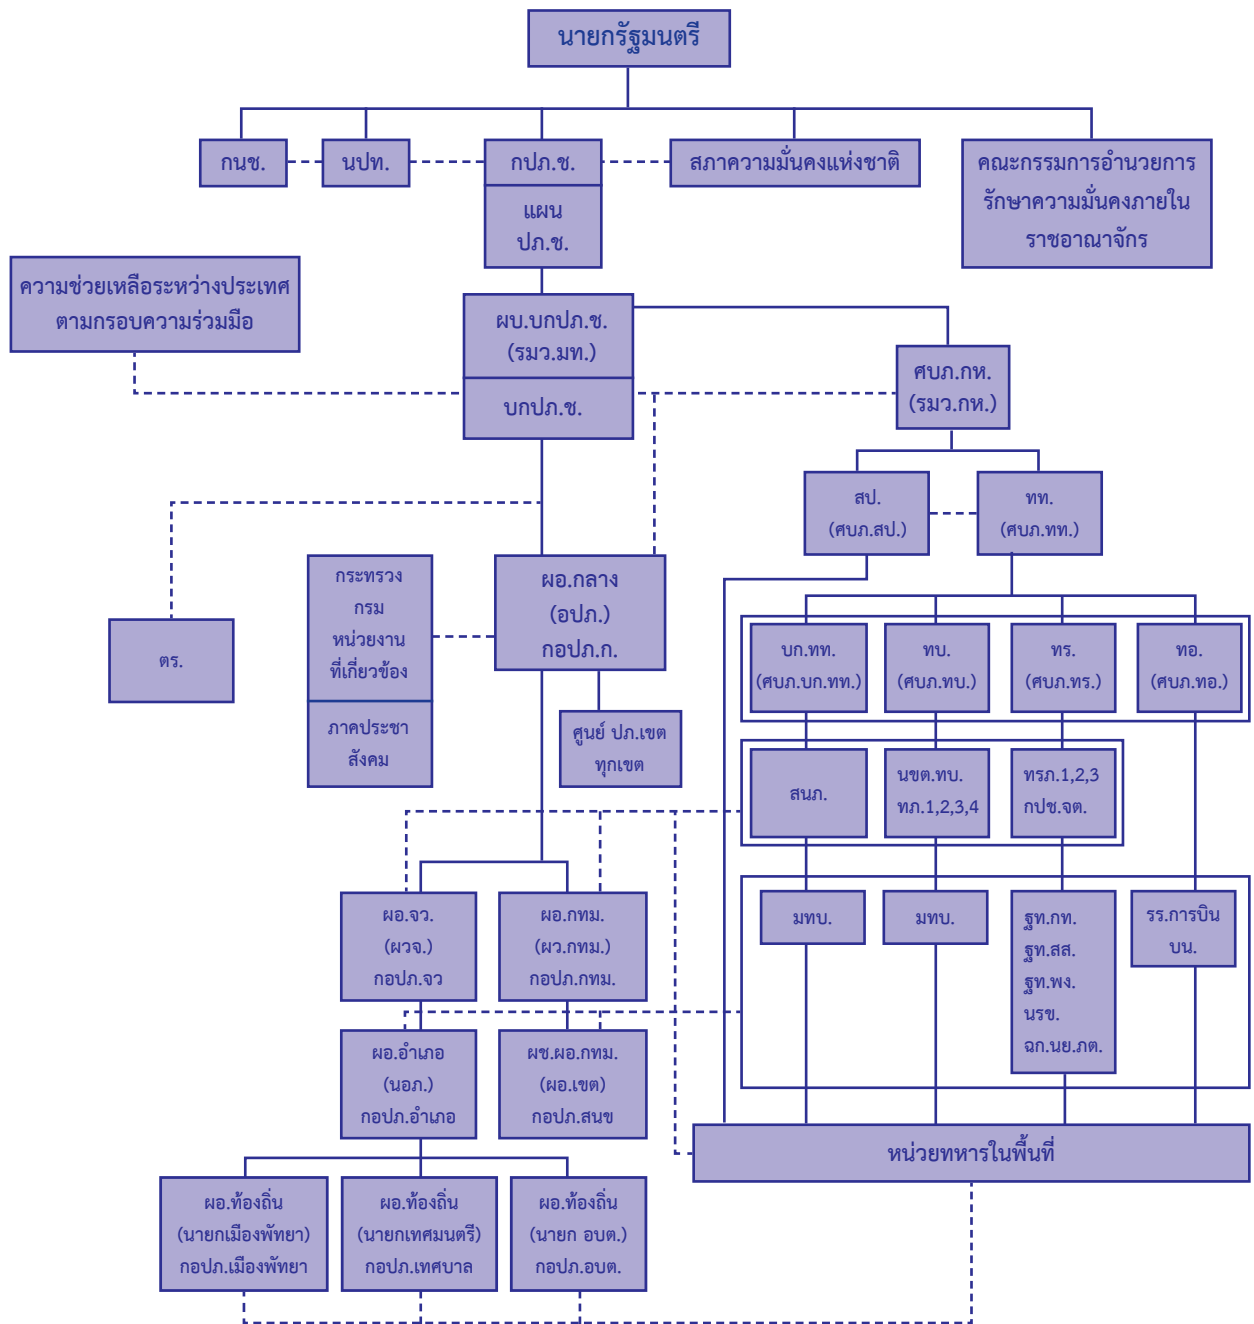 นายกรัฐมนตรี
กนช.
นปท.
กปภ.ช.
สภาความมั่นคงแห่งชาติ
คณะกรรมการอำนวยการ
รักษาความมั่นคงภายใน
ราชอาณาจักร
แผน
ปภ.ช.
ความช่วยเหลือระหว่างประเทศ
ตามกรอบความร่วมมือ
ผบ.บกปภ.ช.
(รมว.มท.)
บกปภ.ช.
ศบภ.กห.
(รมว.กห.)
สป.
(ศบภ.สป.)
ทท.
(ศบภ.ทท.)
กระทรวง
กรม
หน่วยงาน
ที่เกี่ยวข้อง
ภาคประชา
สังคม
ผอ.กลาง
(อปภ.)
กอปภ.ก.
ตร.
บก.ทท.
(ศบภ.บก.ทท.)
ทบ.
(ศบภ.ทบ.)
ทร.
(ศบภ.ทร.)
ทอ.
(ศบภ.ทอ.)
ศูนย์ ปภ.เขต
ทุกเขต
สนภ.
นขต.ทบ.
ทภ.1,2,3,4
ทรภ.1,2,3
กปช.จต.
ผอ.จว.
(ผวจ.)
กอปภ.จว
ผอ.กทม.
(ผว.กทม.)
กอปภ.กทม.
มทบ.
มทบ.
ฐท.กท.
ฐท.สส.
ฐท.พง.
นรข.
ฉก.นย.ภต.
รร.การบิน
บน.
ผอ.อำเภอ
(นอภ.)
กอปภ.อำเภอ
ผช.ผอ.กทม.
(ผอ.เขต)
กอปภ.สนข
หน่วยทหารในพื้นที่
ผอ.ท้องถิ่น
(นายกเมืองพัทยา)
กอปภ.เมืองพัทยา
ผอ.ท้องถิ่น
(นายกเทศมนตรี)
กอปภ.เทศบาล
ผอ.ท้องถิ่น
(นายก อบต.)
กอปภ.อบต.